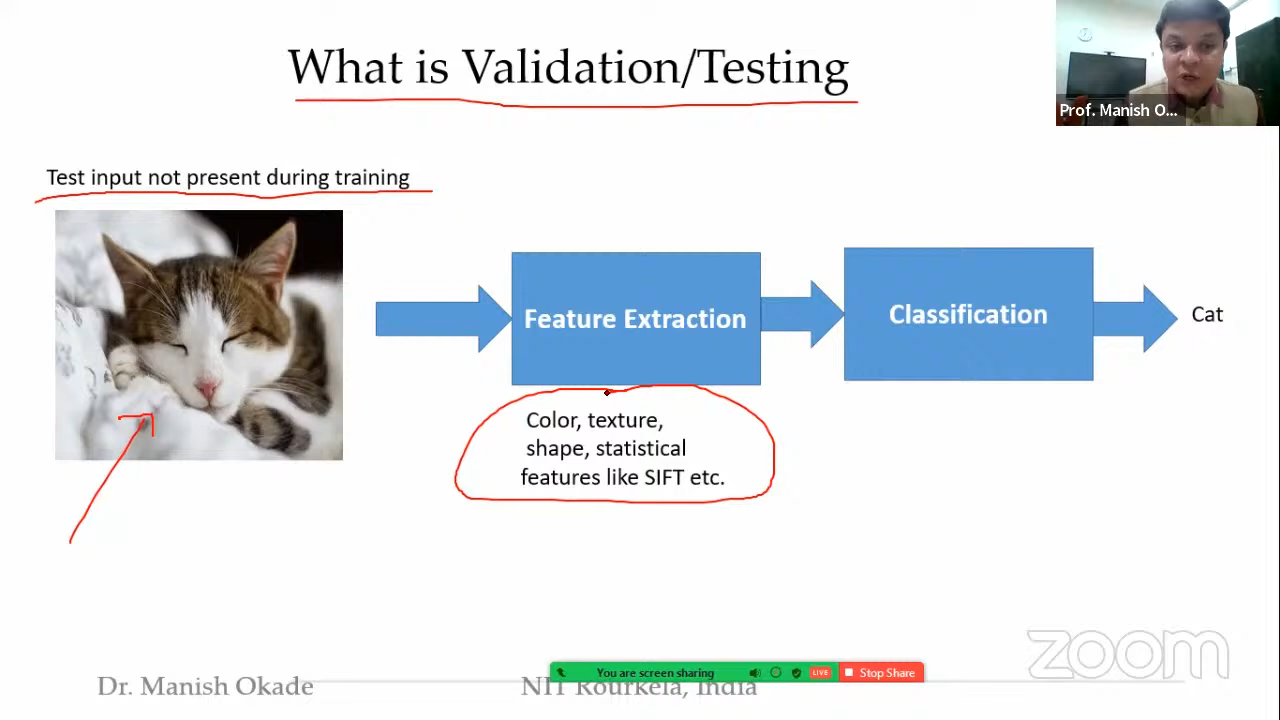 What is Validation/Testing
Prof. Manish O...
Test input not present during training
Feature Extraction
Classification
Cat
Color, texture,
shape, statistical
features like SIFT etc.
zoom
You are screen sharing
LIVE
Stop Share
Dr. Manish Okade
NIT Rourkela, India